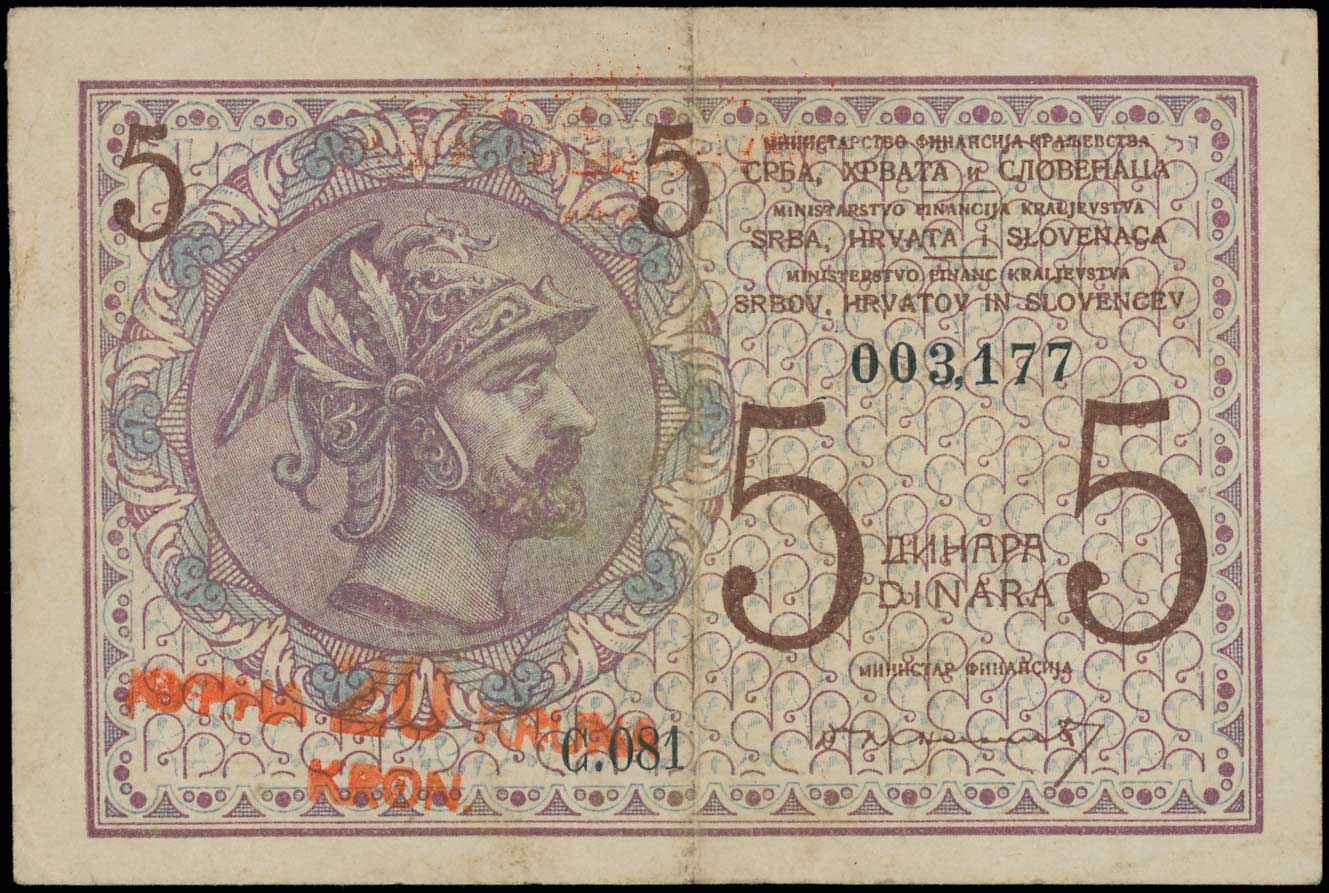 5 5
МИНИСТАРСТВО ФИНАНСИЈА КРАЉЕВСТВА
СРБА, ХРВАТА и СЛОВЕНАЦА
MINISTARSTVO FINANCIJA KRALJEVSTVA
SRBA, HRVATA i SLOVENACA
MINISTERSTVO FINANC KRALJEVSTVA
SRBOV, HRVATOV IN SLOVENCEV
003,177
5 5
ДИНАРА
DINARA
МИНИСТАР ФИНАНСИЈА
20
C.081
KRON.